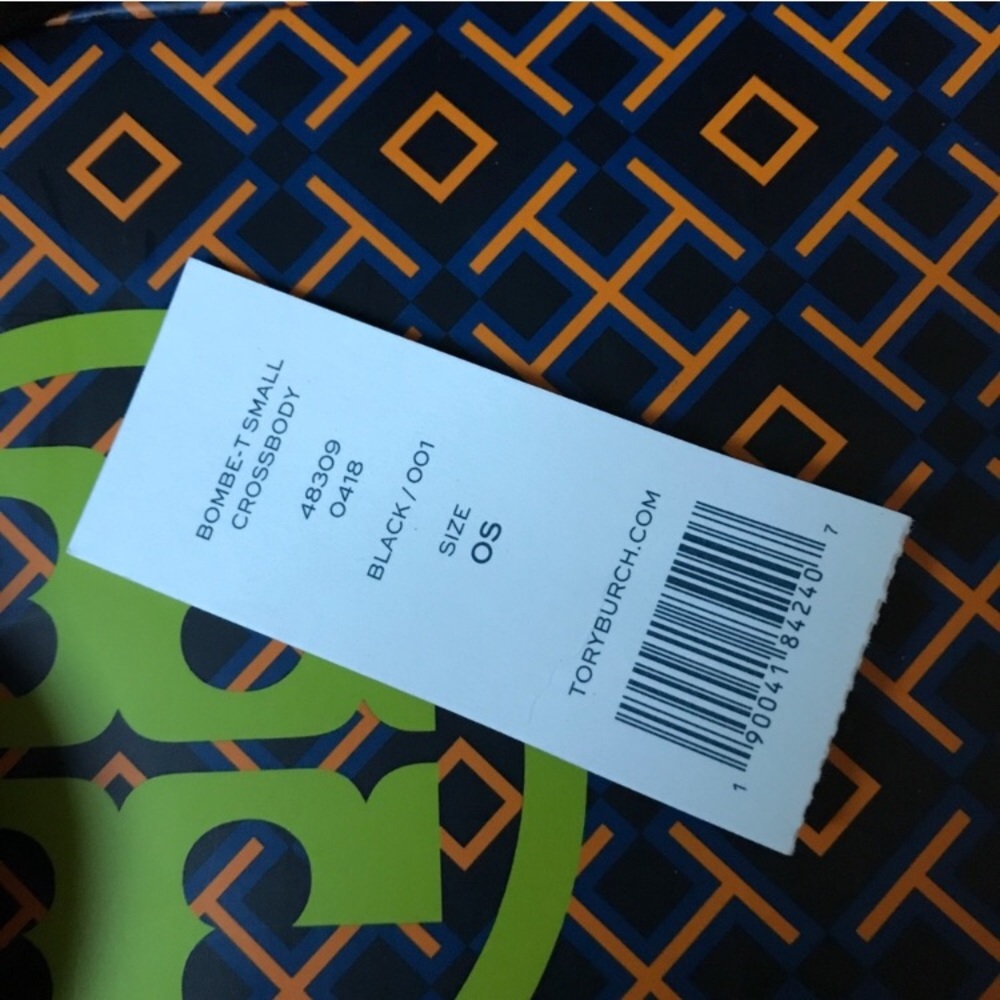 BOMBE-T SMALL
CROSSBODY
48309
0418
BLACK / 001
SIZE
OS
TORYBURCH.COM
1 90041 84240 7